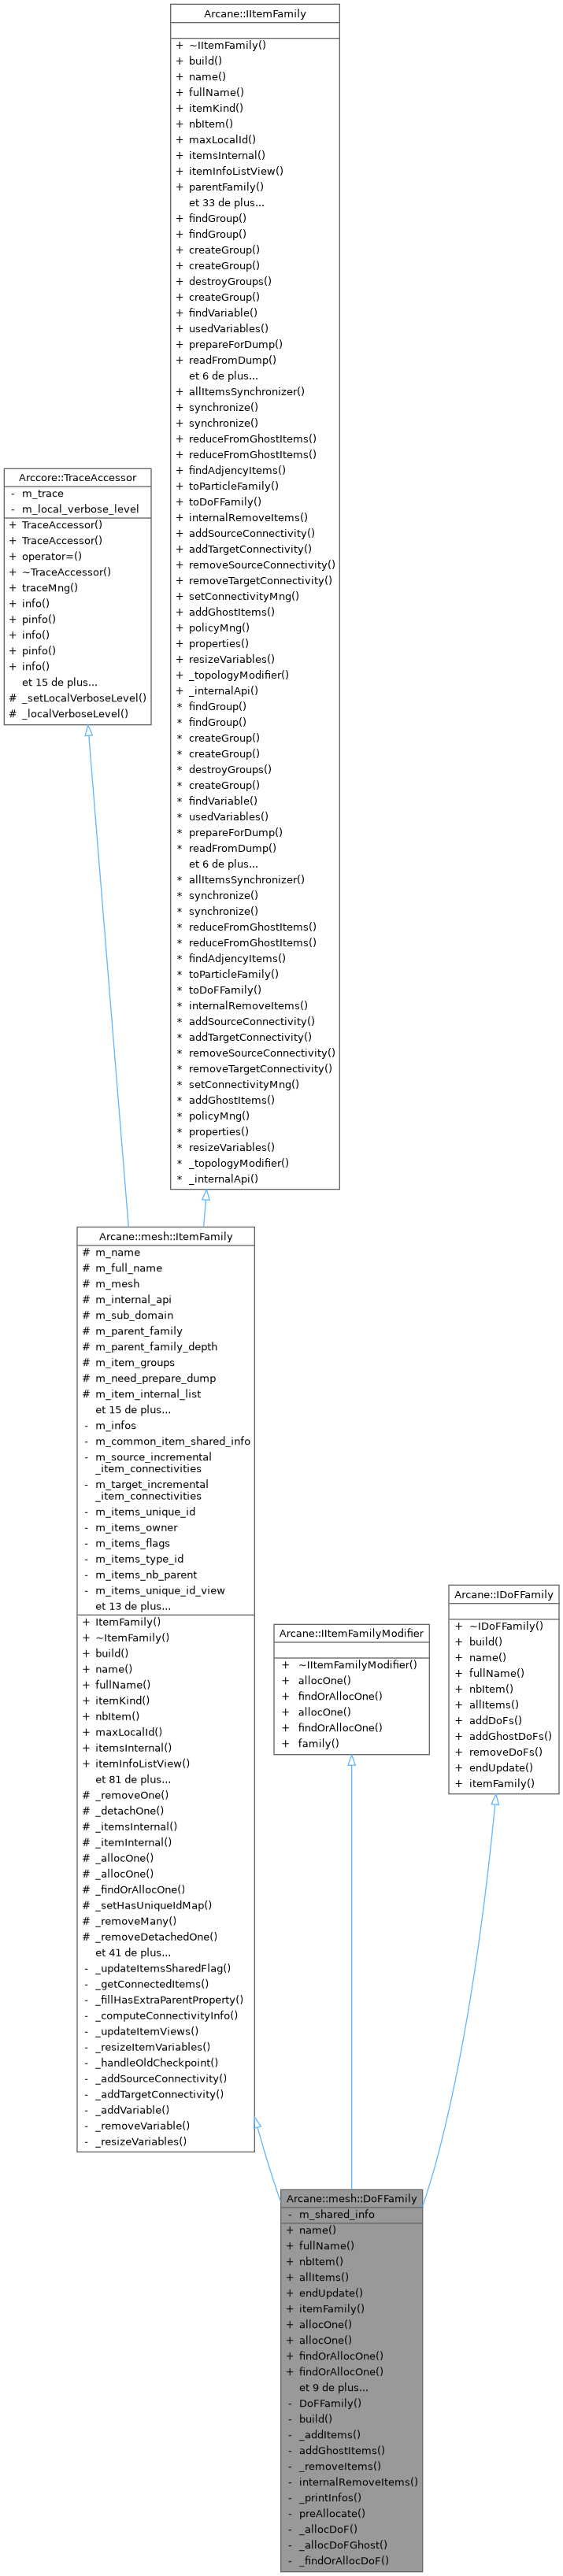 Arcane::IItemFamily
+ ~IItemFamily()
+ build()
+ name()
+ fullName()
+ itemKind()
+ nbItem()
+ maxLocalId()
+ itemsInternal()
+ itemInfoListView()
+ parentFamily()
et 33 de plus...
+ findGroup()
+ findGroup()
+ createGroup()
+ createGroup()
+ destroyGroups()
+ createGroup()
+ findVariable()
+ usedVariables()
+ prepareForDump()
+ readFromDump()
et 6 de plus...
+ allItemsSynchronizer()
+ synchronize()
+ synchronize()
+ reduceFromGhostItems()
+ reduceFromGhostItems()
+ findAdjencyItems()
+ toParticleFamily()
+ toDoFFamily()
+ internalRemoveItems()
+ addSourceConnectivity()
+ addTargetConnectivity()
+ removeSourceConnectivity()
+ removeTargetConnectivity()
+ setConnectivityMng()
+ addGhostItems()
+ policyMng()
+ properties()
+ resizeVariables()
+ _topologyModifier()
+ _internalApi()
* findGroup()
* findGroup()
* createGroup()
* createGroup()
* destroyGroups()
* createGroup()
* findVariable()
* usedVariables()
* prepareForDump()
* readFromDump()
et 6 de plus...
* allItemsSynchronizer()
* synchronize()
* synchronize()
* reduceFromGhostItems()
* reduceFromGhostItems()
* findAdjencyItems()
* toParticleFamily()
* toDoFFamily()
* internalRemoveItems()
* addSourceConnectivity()
* addTargetConnectivity()
* removeSourceConnectivity()
* removeTargetConnectivity()
* setConnectivityMng()
* addGhostItems()
* policyMng()
* properties()
* resizeVariables()
* _topologyModifier()
* _internalApi()
Arccore::TraceAccessor
- m_trace
- m_local_verbose_level
+ TraceAccessor()
+ TraceAccessor()
+ operator=()
+ ~TraceAccessor()
+ traceMng()
+ info()
+ pinfo()
+ info()
+ pinfo()
+ info()
et 15 de plus...
# _setLocalVerboseLevel()
# _localVerboseLevel()
Arcane::mesh::ItemFamily
# m_name
# m_full_name
# m_mesh
# m_internal_api
# m_sub_domain
# m_parent_family
# m_parent_family_depth
# m_item_groups
# m_need_prepare_dump
# m_item_internal_list
et 15 de plus...
- m_infos
- m_common_item_shared_info
- m_source_incremental
_item_connectivities
- m_target_incremental
_item_connectivities
- m_items_unique_id
- m_items_owner
- m_items_flags
- m_items_type_id
- m_items_nb_parent
- m_items_unique_id_view
et 13 de plus...
+ ItemFamily()
+ ~ItemFamily()
+ build()
+ name()
+ fullName()
+ itemKind()
+ nbItem()
+ maxLocalId()
+ itemsInternal()
+ itemInfoListView()
et 81 de plus...
# _removeOne()
# _detachOne()
# _itemsInternal()
# _itemInternal()
# _allocOne()
# _allocOne()
# _findOrAllocOne()
# _setHasUniqueIdMap()
# _removeMany()
# _removeDetachedOne()
et 41 de plus...
- _updateItemsSharedFlag()
- _getConnectedItems()
- _fillHasExtraParentProperty()
- _computeConnectivityInfo()
- _updateItemViews()
- _resizeItemVariables()
- _handleOldCheckpoint()
- _addSourceConnectivity()
- _addTargetConnectivity()
- _addVariable()
- _removeVariable()
- _resizeVariables()
Arcane::IItemFamilyModifier
+ ~IItemFamilyModifier()
+ allocOne()
+ findOrAllocOne()
+ allocOne()
+ findOrAllocOne()
+ family()
Arcane::IDoFFamily
+ ~IDoFFamily()
+ build()
+ name()
+ fullName()
+ nbItem()
+ allItems()
+ addDoFs()
+ addGhostDoFs()
+ removeDoFs()
+ endUpdate()
+ itemFamily()
Arcane::mesh::DoFFamily
- m_shared_info
+ name()
+ fullName()
+ nbItem()
+ allItems()
+ endUpdate()
+ itemFamily()
+ allocOne()
+ allocOne()
+ findOrAllocOne()
+ findOrAllocOne()
et 9 de plus...
- DoFFamily()
- build()
- _addItems()
- addGhostItems()
- _removeItems()
- internalRemoveItems()
- _printInfos()
- preAllocate()
- _allocDoF()
- _allocDoFGhost()
- _findOrAllocDoF()